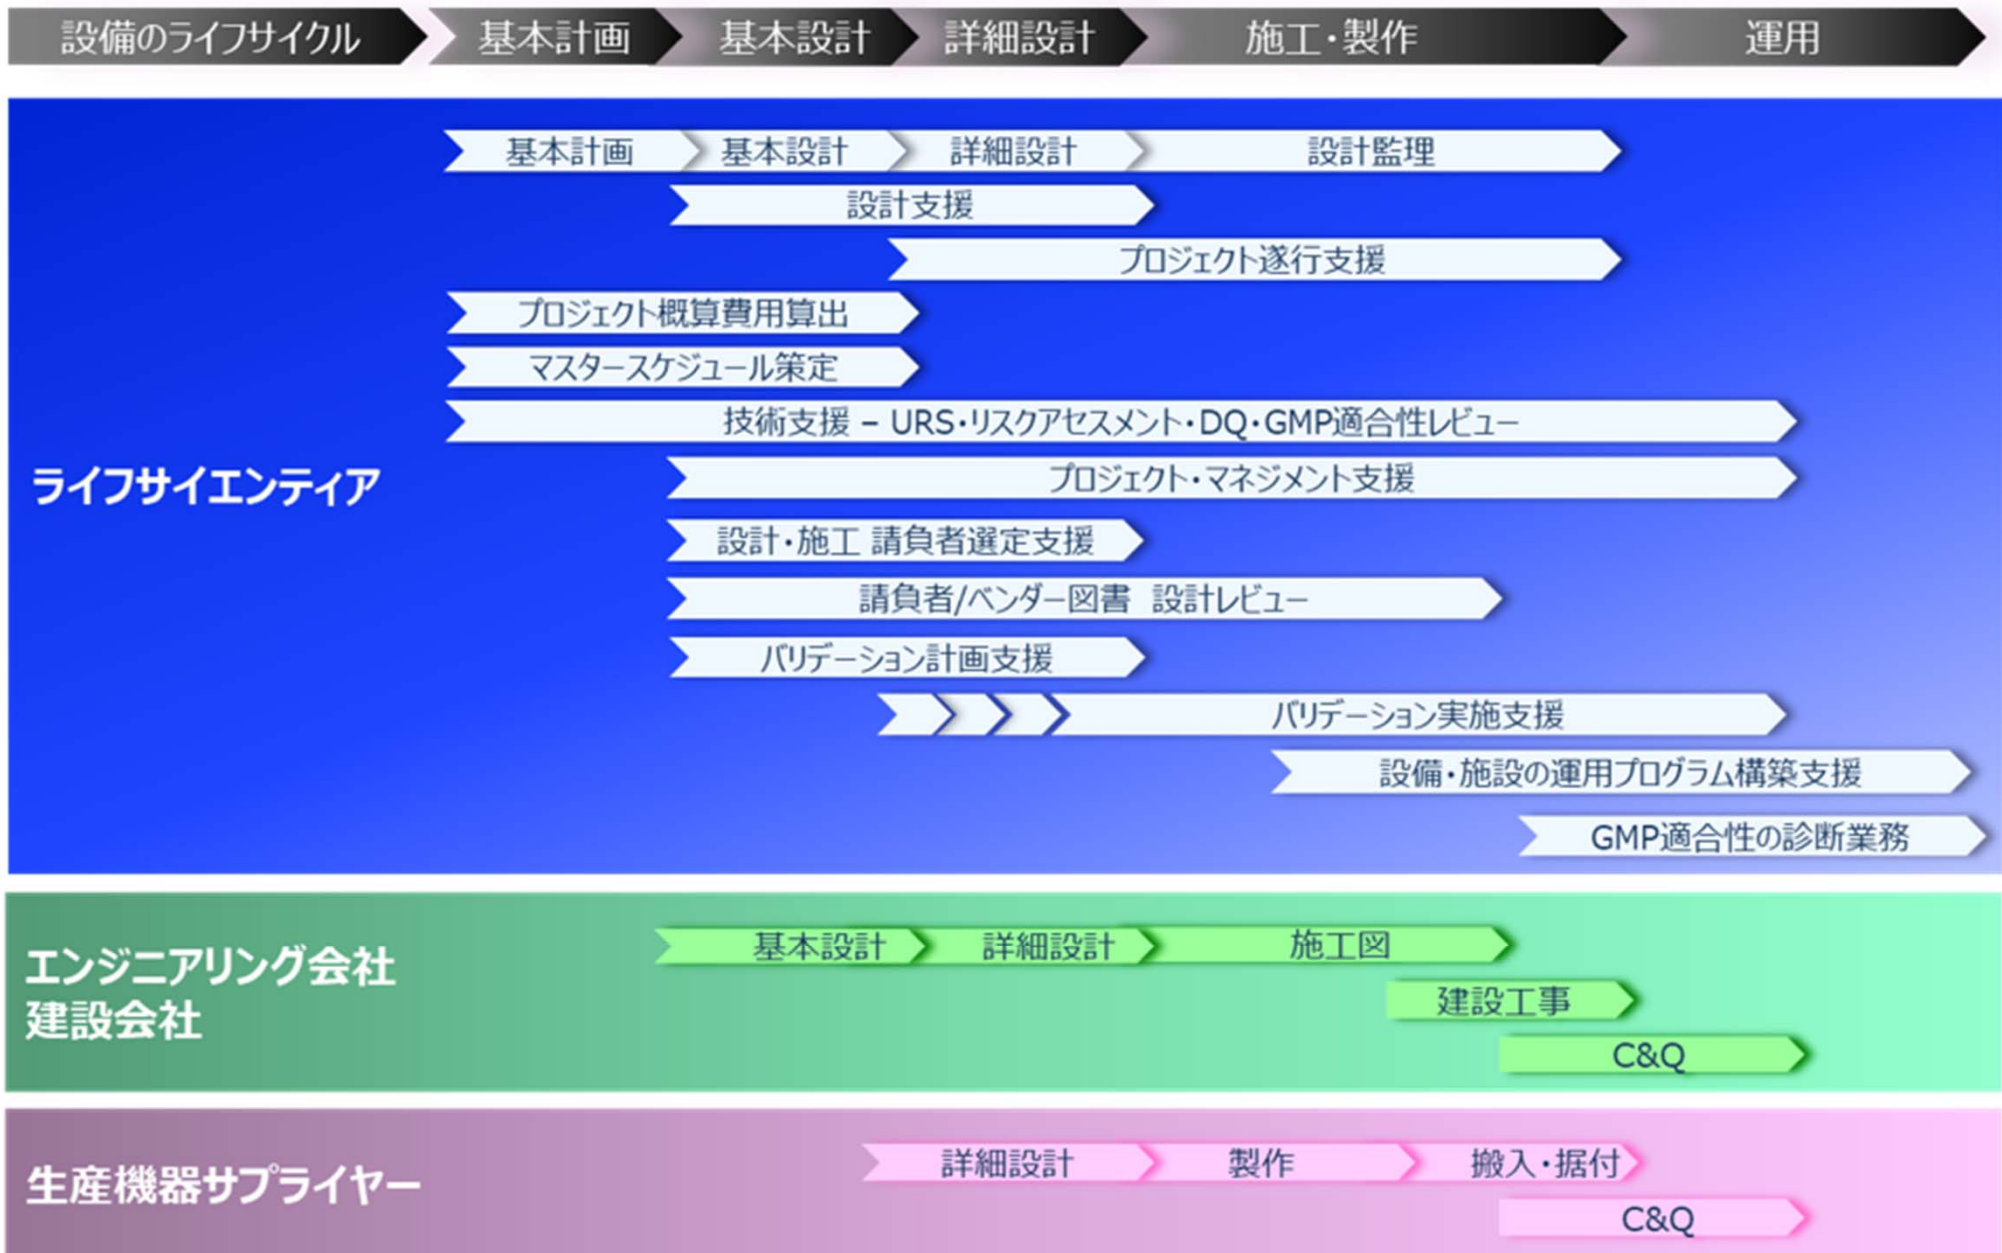 設備のライフサイクル 基本計画 基本設計 詳細設計 施工・製作 運用
基本計画 基本設計 詳細設計 設計監理
設計支援
プロジェクト遂行支援
プロジェクト概算費用算出
マスタースケジュール策定
技術支援 – URS・リスクアセスメント・DQ・GMP適合性レビュー
プロジェクト・マネジメント支援
ライフサイエンティア
設計・施工 請負者選定支援
請負者/ベンダー図書 設計レビュー
バリデーション計画支援
バリデーション実施支援
設備・施設の運用プログラム構築支援
GMP適合性の診断業務
エンジニアリング会社
建設会社
基本設計 詳細設計 施工図
建設工事
C&Q
生産機器サプライヤー
詳細設計 製作 搬入・据付
C&Q